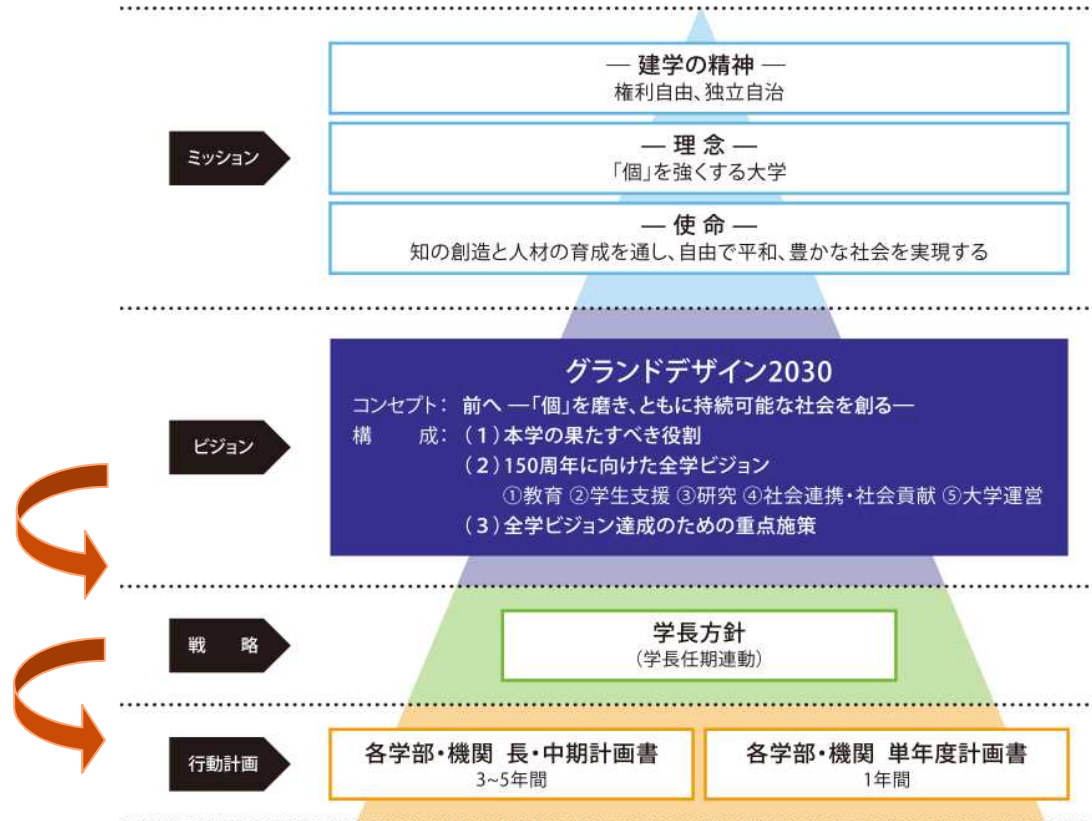 ― 建学の精神 ―
権利自由、独立自治
ミッション
― 理 念 ―
「個」を強くする大学
― 使 命 ―
知の創造と人材の育成を通し、自由で平和、豊かな社会を実現する
グランドデザイン2030
コンセプト： 前へ ―「個」を磨き、ともに持続可能な社会を創る―
構　　成：（1）本学の果たすべき役割
ビジョン
（2）150周年に向けた全学ビジョン
①教育 ②学生支援 ③研究 ④社会連携・社会貢献 ⑤大学運営
（3）全学ビジョン達成のための重点施策
戦　略
学長方針
（学長任期連動）
行動計画
各学部・機関 長・中期計画書
3~5年間
各学部・機関 単年度計画書
1年間